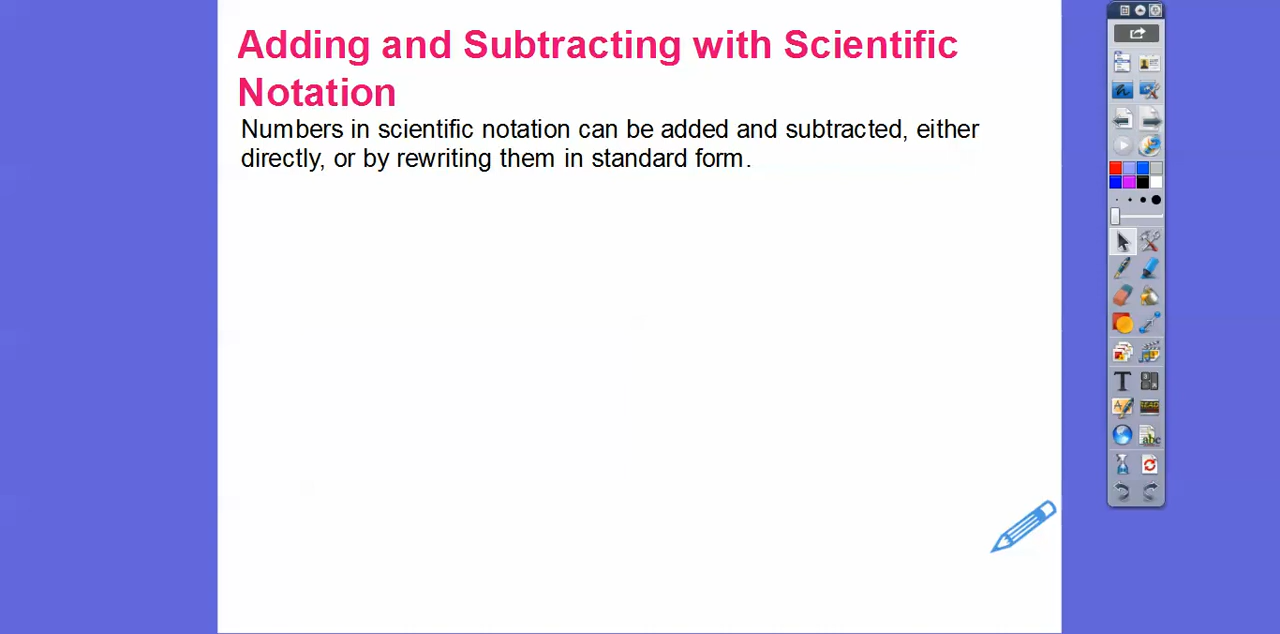 Adding and Subtracting with Scientific
Notation
Numbers in scientific notation can be added and subtracted, either
directly, or by rewriting them in standard form.